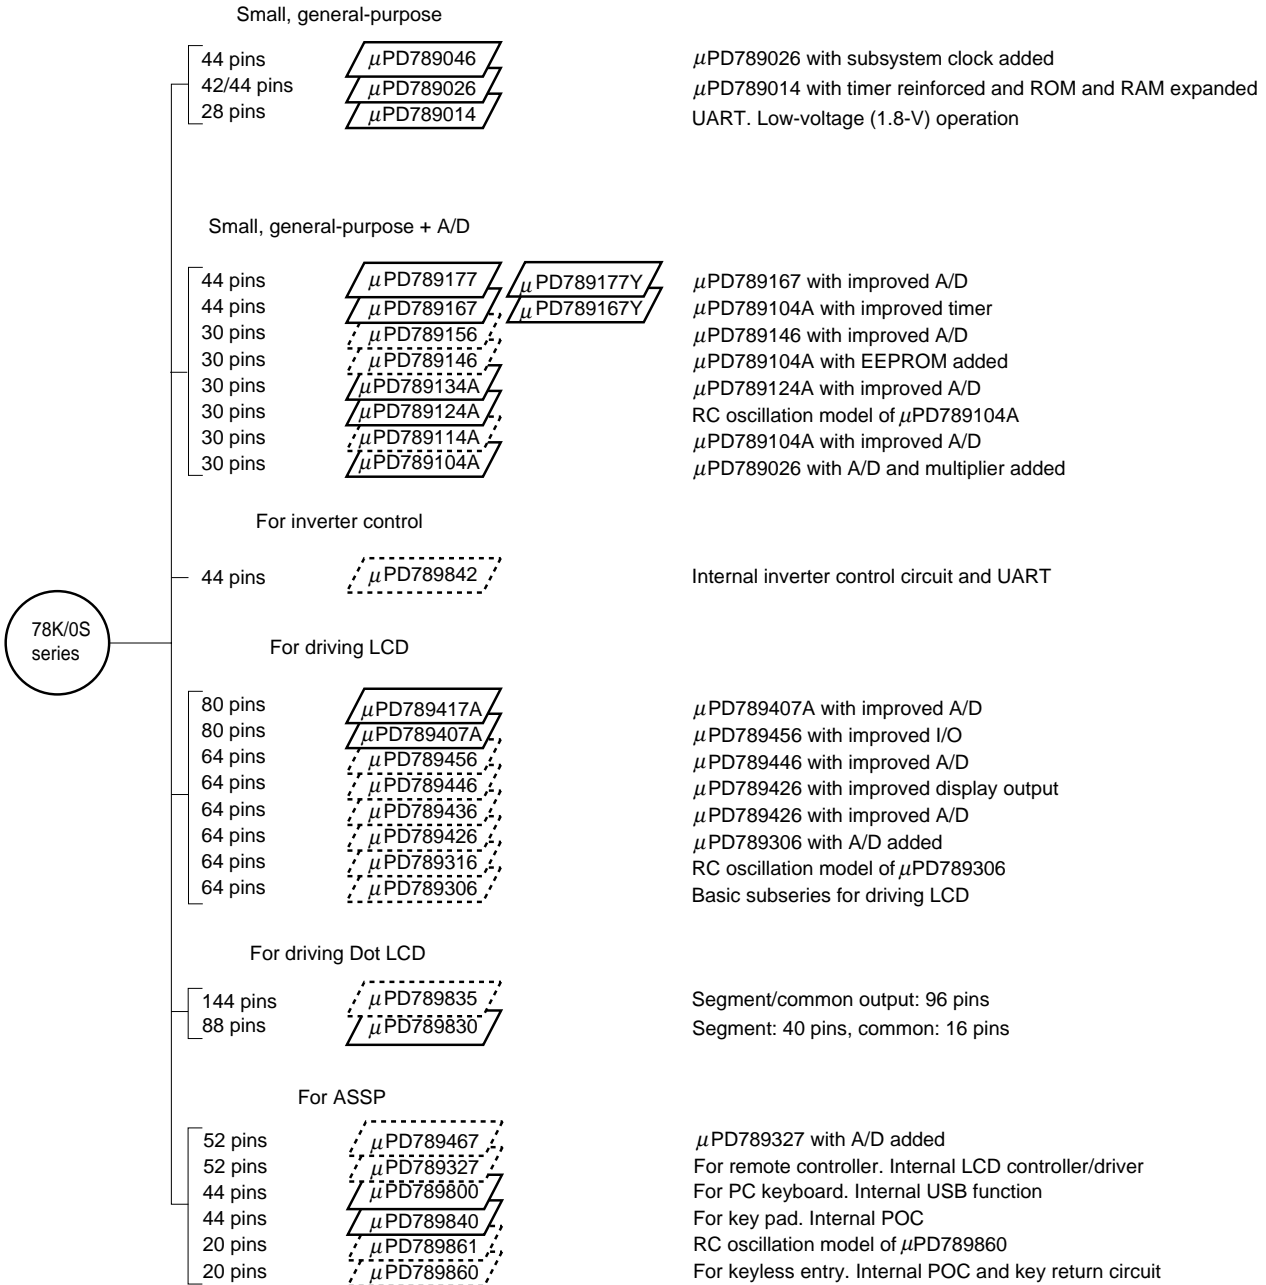 Small, general-purpose
44 pins μPD789046 μPD789026 with subsystem clock added
42/44 pins μPD789026 μPD789014 with timer reinforced and ROM and RAM expanded
28 pins μPD789014 UART. Low-voltage (1.8-V) operation
Small, general-purpose + A/D
44 pins μPD789177 μPD789177Y μPD789167 with improved A/D
44 pins μPD789167 μPD789167Y μPD789104A with improved timer
30 pins μPD789156 μPD789146 with improved A/D
30 pins μPD789146 μPD789104A with EEPROM added
30 pins μPD789134A μPD789124A with improved A/D
30 pins μPD789124A RC oscillation model of μPD789104A
30 pins μPD789114A μPD789104A with improved A/D
30 pins μPD789104A μPD789026 with A/D and multiplier added
For inverter control
44 pins μPD789842 Internal inverter control circuit and UART
78K/0S
series
For driving LCD
80 pins μPD789417A μPD789407A with improved A/D
80 pins μPD789407A μPD789456 with improved I/O
64 pins μPD789456 μPD789446 with improved A/D
64 pins μPD789446 μPD789426 with improved display output
64 pins μPD789436 μPD789426 with improved A/D
64 pins μPD789426 μPD789306 with A/D added
64 pins μPD789316 RC oscillation model of μPD789306
64 pins μPD789306 Basic subseries for driving LCD
For driving Dot LCD
144 pins μPD789835 Segment/common output: 96 pins
88 pins μPD789830 Segment: 40 pins, common: 16 pins
For ASSP
52 pins μPD789467 μPD789327 with A/D added
52 pins μPD789327 For remote controller. Internal LCD controller/driver
44 pins μPD789800 For PC keyboard. Internal USB function
44 pins μPD789840 For key pad. Internal POC
20 pins μPD789861 RC oscillation model of μPD789860
20 pins μPD789860 For keyless entry. Internal POC and key return circuit